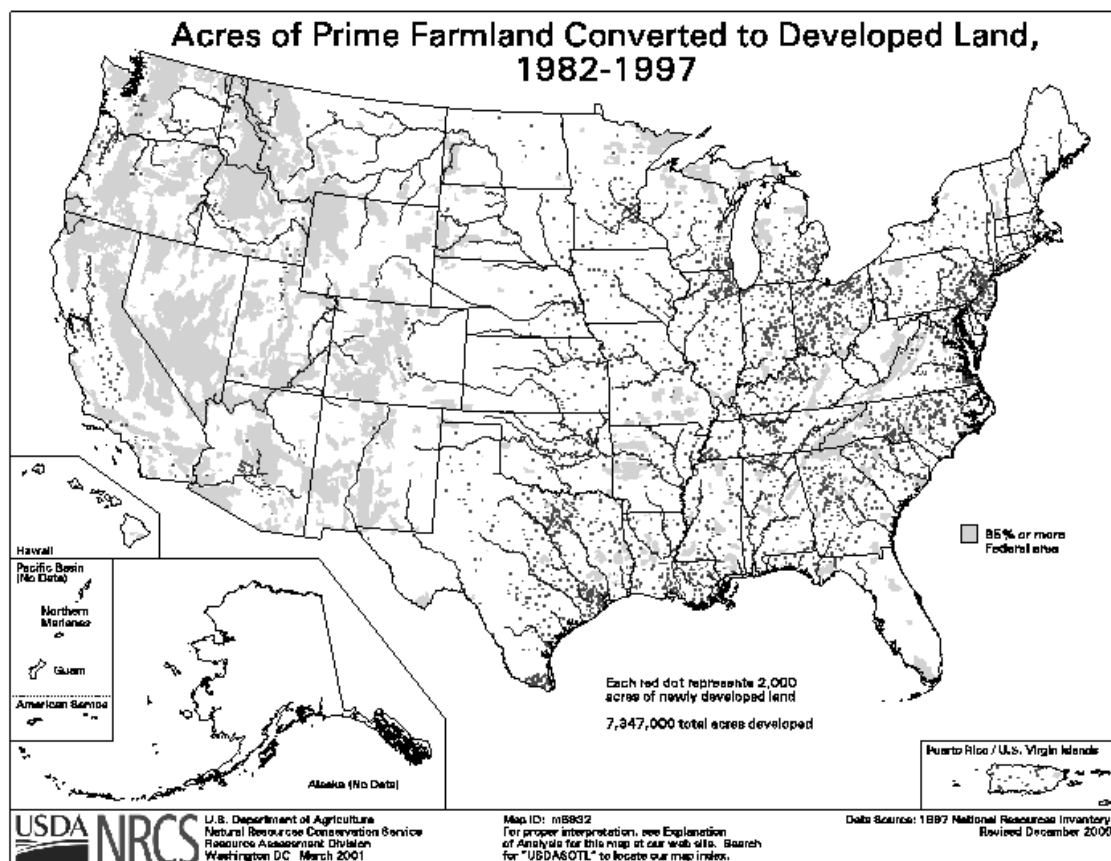 Acres of Prime Farmland Converted to Developed Land,
1982-1997
95% or more
Federal area
Hawaii
Pacific Basin
(No Data)
Northern
Marianas
Guam
American Samoa
Alaska (No Data)
Each red dot represents 2,000
acres of newly developed land
7,347,000 total acres developed
Puerto Rico / U.S. Virgin Islands
USDA NRCS
U.S. Department of Agriculture
Natural Resources Conservation Service
Resource Assessment Division
Washington DC March 2001
Map ID: m5932
For proper interpretation, see Explanation
of Analysis for this map at our web site. Search
for "USDASOTL" to locate our map index.
Data Source: 1997 National Resources Inventory
Revised December 2000